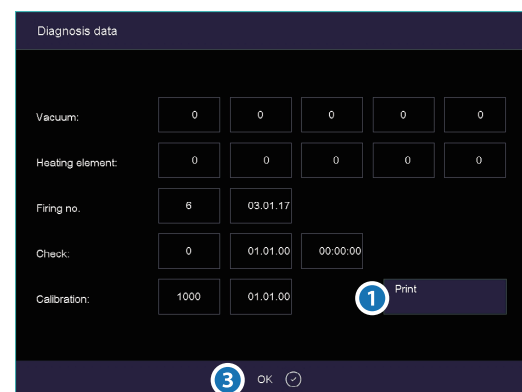 Diagnosis data
Vacuum: 0 0 0 0 0
Heating element: 0 0 0 0 0
Firing no. 6 03.01.17
Check: 0 01.01.00 00:00:00
Calibration: 1000 01.01.00 1 Print
3 OK